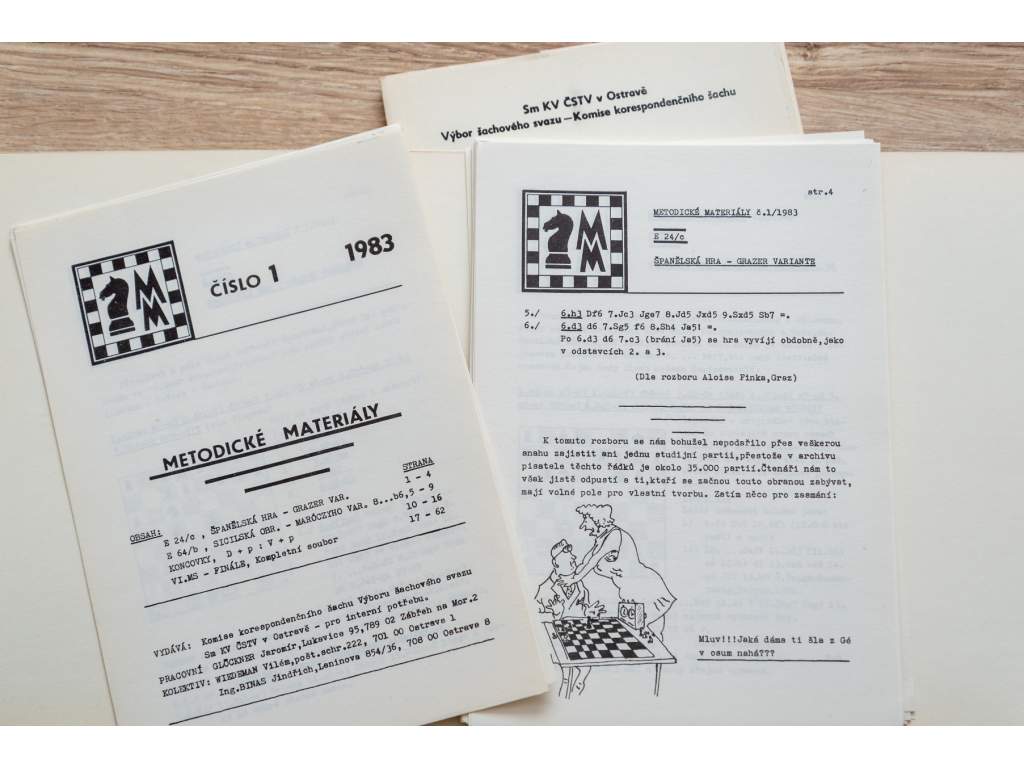 Sm KV ČSTV v Ostravě
Výbor šachového svazu – Komise korespondenčního šachu
MM
ČÍSLO 1
1983
METODICKÉ MATERIÁLY
STRANA
OBSAH: E 24/c , ŠPANĚLSKÁ HRA - GRAZER VAR. 1 - 4
E 64/b , SICILSKÁ OBR. - MARÓCZYHO VAR. 8...b6, 5 - 9
KONCOVKY, D + p : V + p 10 - 16
VI.MS - FINÁLE, Kompletní soubor 17 - 62
VYDÁVÁ: Komise korespondenčního šachu Výboru šachového svazu
Sm KV ČSTV v Ostravě - pro interní potřebu.
PRACOVNÍ GLÜCKNER Jaromír,Lukavice 95,789 02 Zábřeh na Mor.2
KOLEKTIV: WIEDEMAN Vilém,pošt.schr.222, 701 00 Ostrava 1
Ing.BINAS Jindřich,Leninova 854/36, 708 00 Ostrava 8
str.4
MM
METODICKÉ MATERIÁLY č.1/1983
E 24/c
ŠPANĚLSKÁ HRA - GRAZER VARIANTE
5./ 6.h3 Df6 7.Jc3 Jge7 8.Jd5 Jxd5 9.Sxd5 Sb7 =.
6./ 6.d3 d6 7.Sg5 f6 8.Sh4 Ja5! =.
Po 6.d3 d6 7.c3 (brání Ja5) se hra vyvíjí obdobně,jako
v odstavcích 2. a 3.
(Dle rozboru Aloise Finka,Graz)
K tomuto rozboru se nám bohužel nepodařilo přes veškerou
snahu zajistit ani jednu studijní partii,přestože v archivu
pisatele těchto řádků je okolo 35.000 partií.Čtenáři nám to
však jistě odpustí a ti,kteří se začnou touto obranou zabývat,
mají volné pole pro vlastní tvorbu. Zatím něco pro zasmání:
Mluv!!!Jaká dáma ti šla z Gé
v osum nahá???